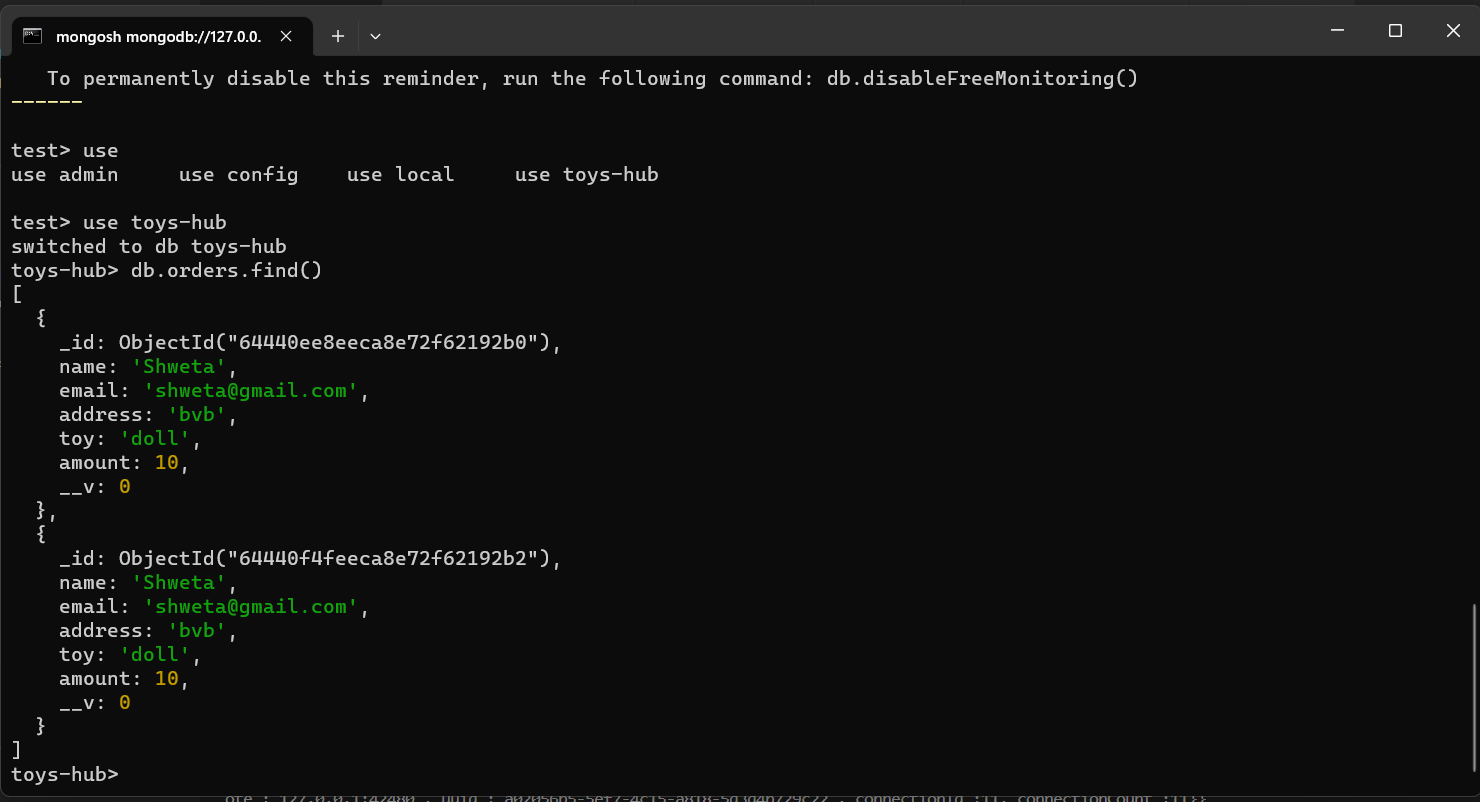 mongosh mongodb://127.0.0.
To permanently disable this reminder, run the following command: db.disableFreeMonitoring()
------
test> use
use admin     use config    use local     use toys-hub
test> use toys-hub
switched to db toys-hub
toys-hub> db.orders.find()
[
  {
    _id: ObjectId("64440ee8eeca8e72f62192b0"),
    name: 'Shweta',
    email: 'shweta@gmail.com',
    address: 'bvb',
    toy: 'doll',
    amount: 10,
    __v: 0
  },
  {
    _id: ObjectId("64440f4feeca8e72f62192b2"),
    name: 'Shweta',
    email: 'shweta@gmail.com',
    address: 'bvb',
    toy: 'doll',
    amount: 10,
    __v: 0
  }
]
toys-hub>